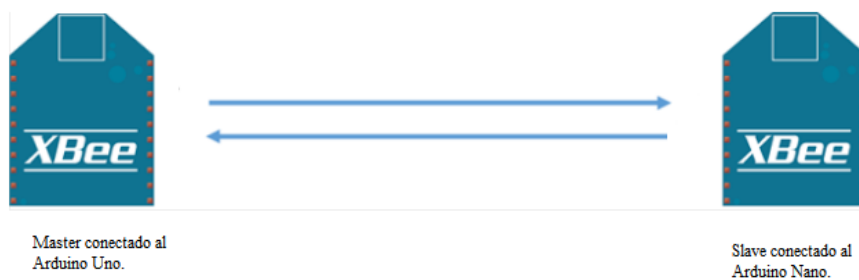 XBee
XBee
Master conectado al
Arduino Uno.
Slave conectado al
Arduino Nano.